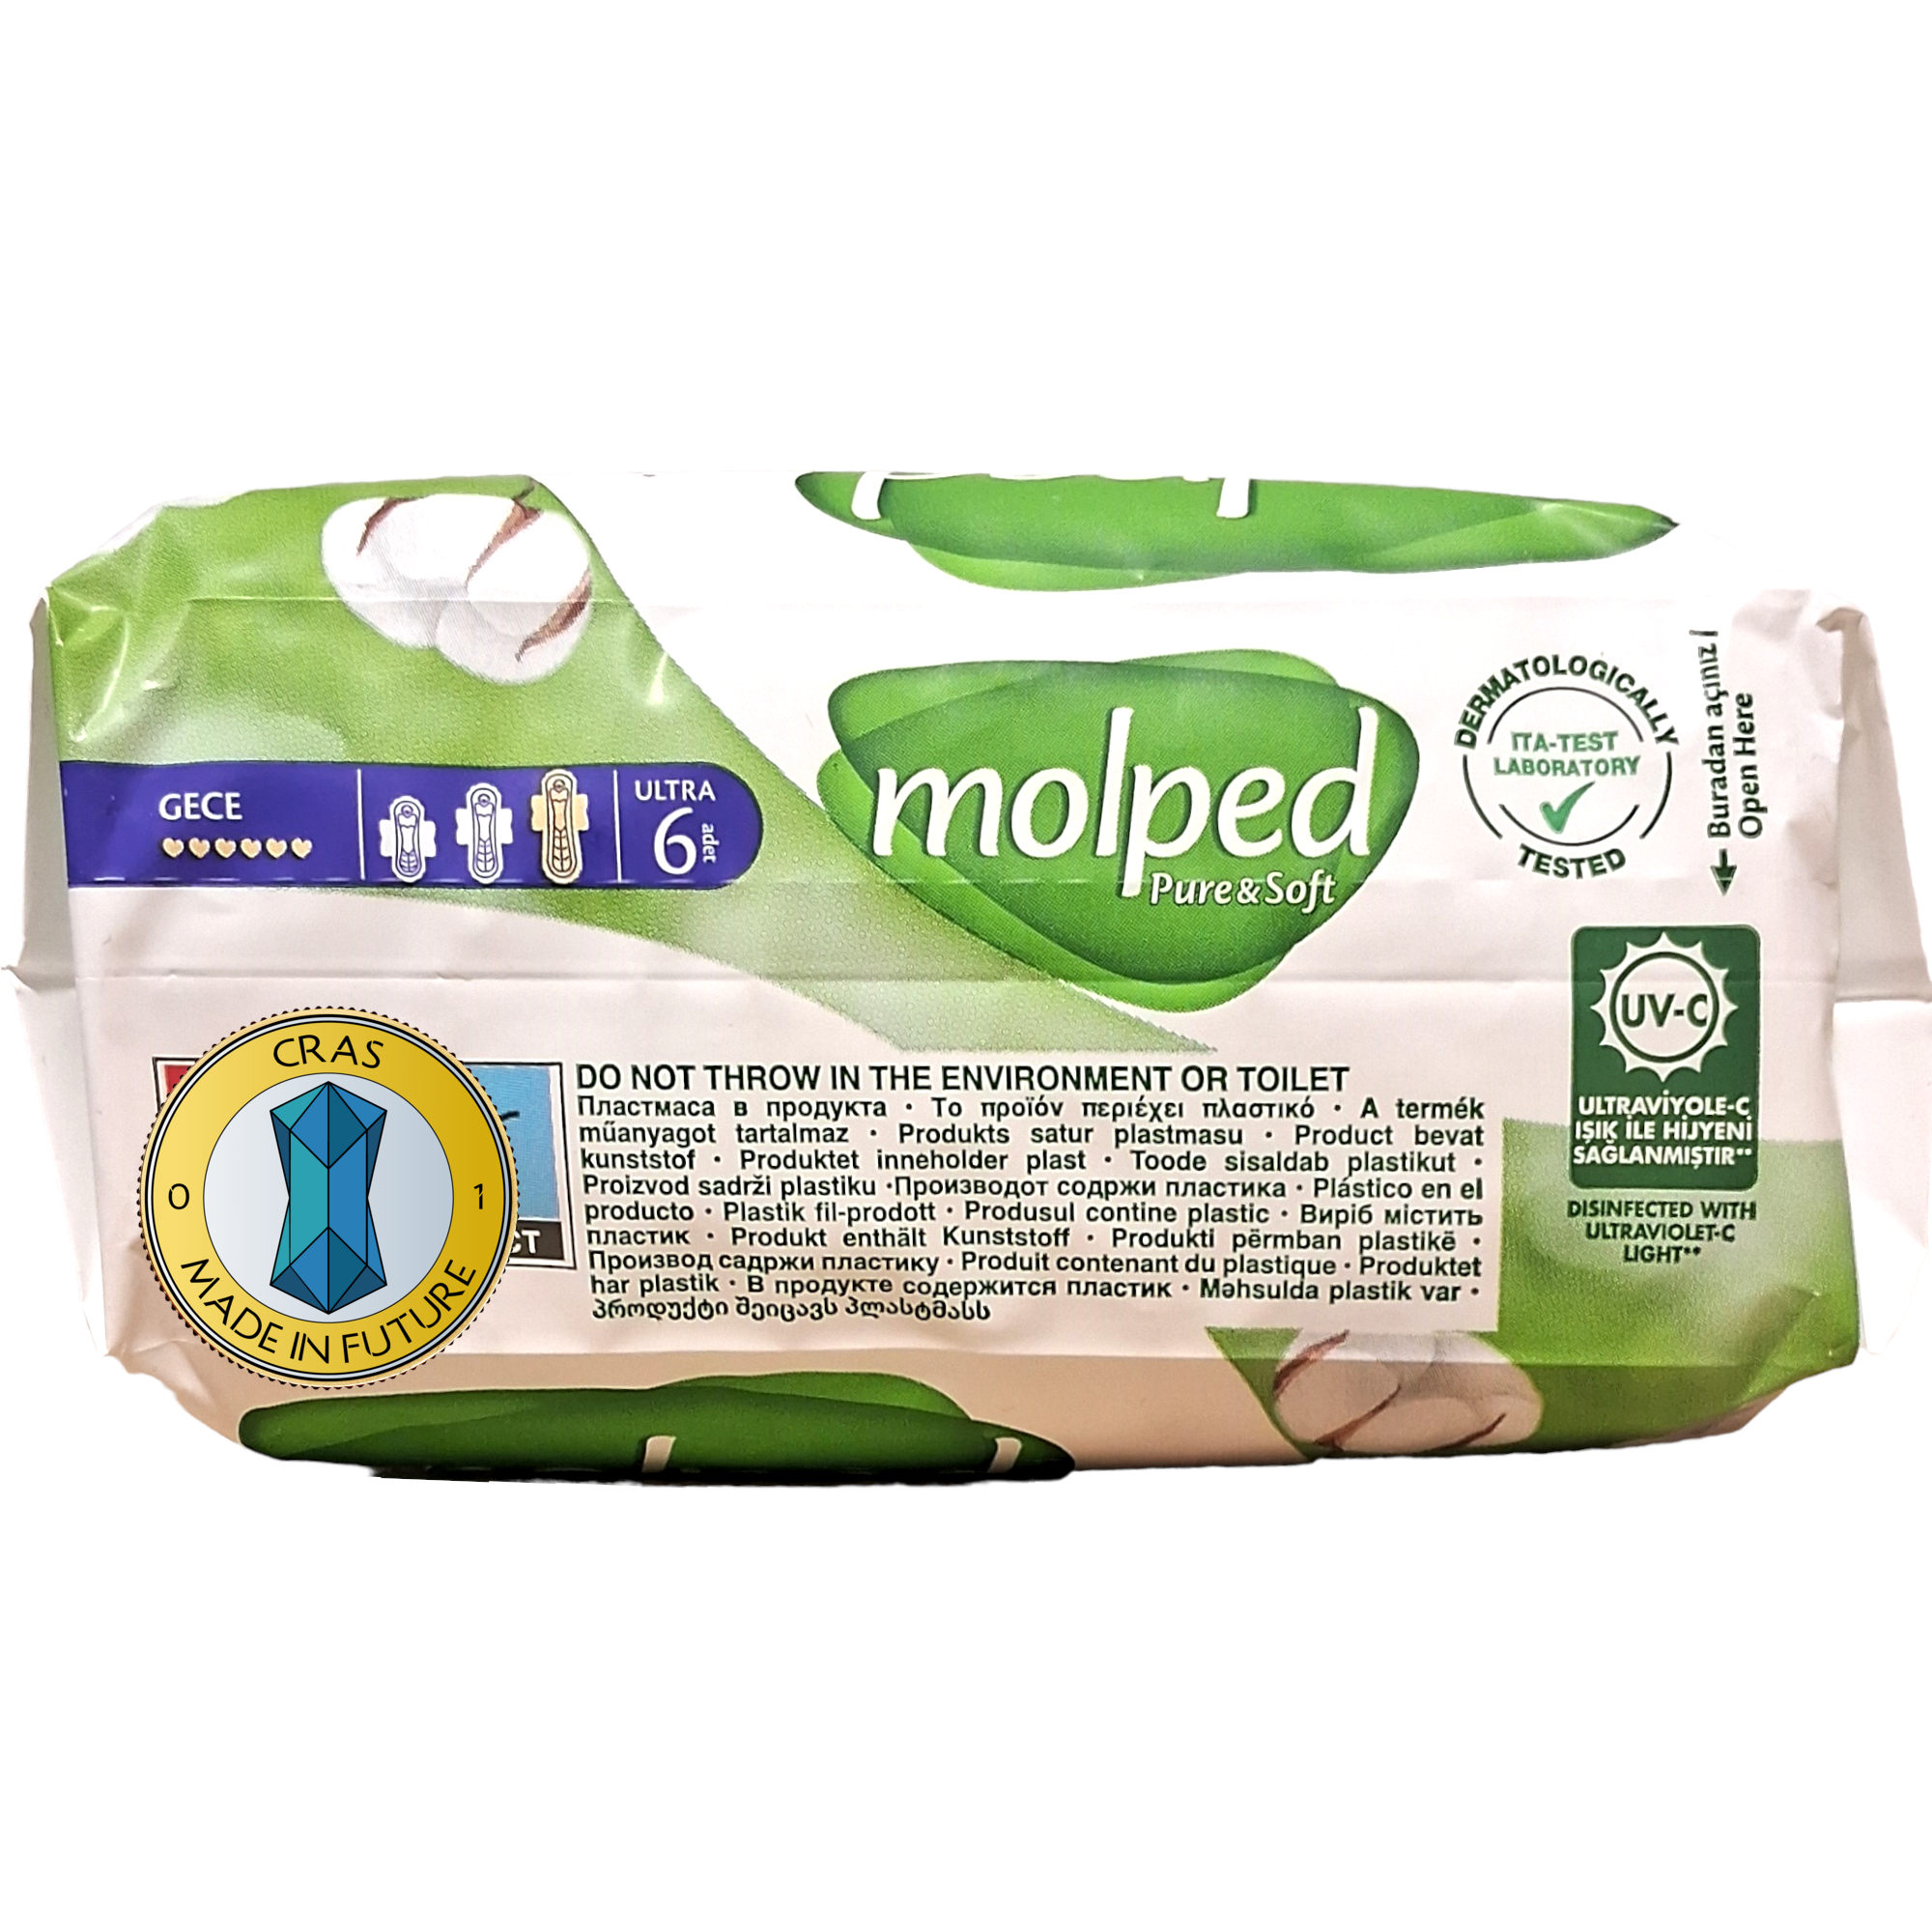 GECE
ULTRA
6 adet
molped
Pure&Soft
DERMATOLOGICALLY
ITA-TEST
LABORATORY
TESTED
Buradan açınız
Open Here
UV-C
ULTRAVİYOLE-C
IŞIK İLE HİJYENİ
SAĞLANMIŞTIR**
DISINFECTED WITH
ULTRAVIOLET-C
LIGHT**
CRAS
0 1
MADE IN FUTURE
CT
DO NOT THROW IN THE ENVIRONMENT OR TOILET
Пластмаса в продукта · Το προϊόν περιέχει πλαστικό · A termék
műanyagot tartalmaz · Produkts satur plastmasu · Product bevat
kunststof · Produktet inneholder plast · Toode sisaldab plastikut ·
Proizvod sadrži plastiku ·Производот содржи пластика · Plástico en el
producto · Plastik fil-prodott · Produsul contine plastic · Виріб містить
пластик · Produkt enthält Kunststoff · Produkti përmban plastikë ·
Производ садржи пластику · Produit contenant du plastique · Produktet
har plastik · В продукте содержится пластик · Məhsulda plastik var ·
პროდუქტი შეიცავს პლასტმასს